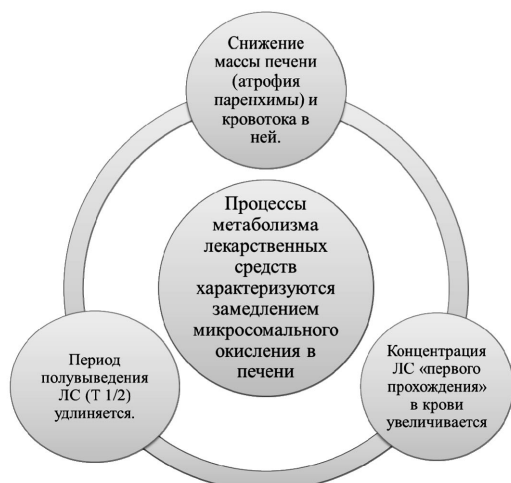 Снижение
массы печени
(атрофия
паренхимы) и
кровотока в
ней.
Процессы
метаболизма
лекарственных
средств
характеризуются
замедлением
микросомального
окисления в
печени
Период
полувыведения
ЛС (Т 1/2)
удлиняется.
Концентрация
ЛС «первого
прохождения»
в крови
увеличивается